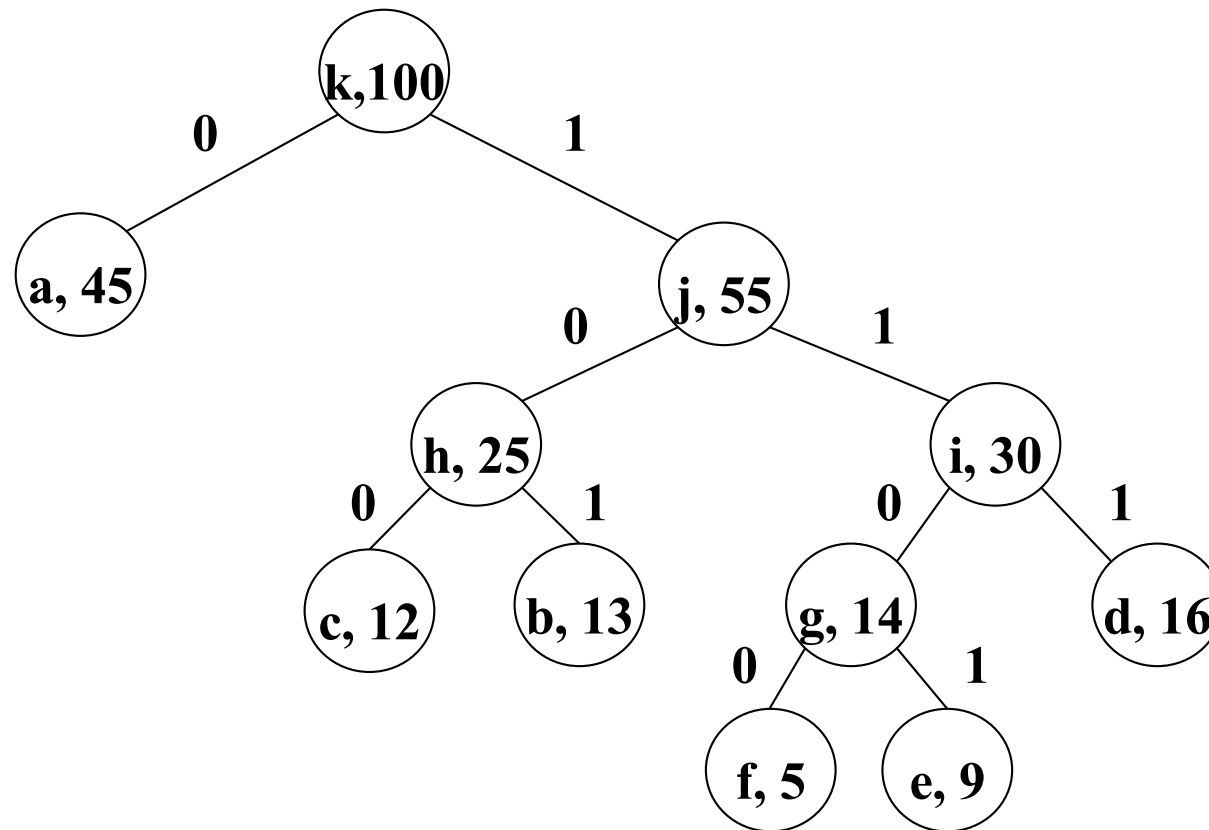 k,100
0
1
a, 45
j, 55
0
1
h, 25
i, 30
0
1
0
1
c, 12
b, 13
g, 14
d, 16
0
1
f, 5
e, 9